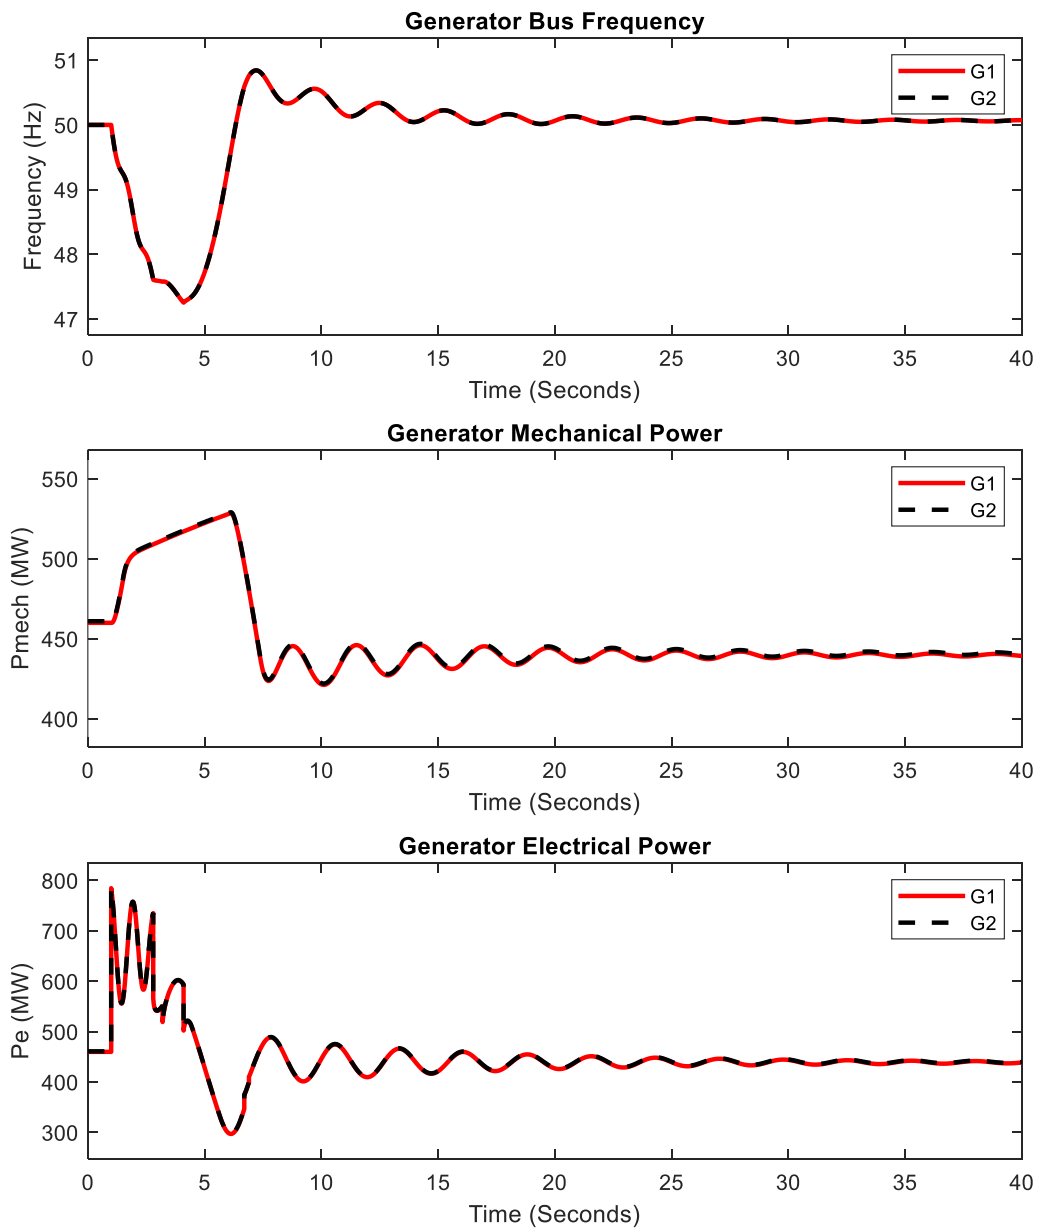 Generator Bus Frequency
51
50
49
48
47
Frequency (Hz)
G1
G2
0 5 10 15 20 25 30 35 40
Time (Seconds)
Generator Mechanical Power
550
500
450
400
Pmech (MW)
G1
G2
0 5 10 15 20 25 30 35 40
Time (Seconds)
Generator Electrical Power
800
700
600
500
400
300
Pe (MW)
G1
G2
0 5 10 15 20 25 30 35 40
Time (Seconds)